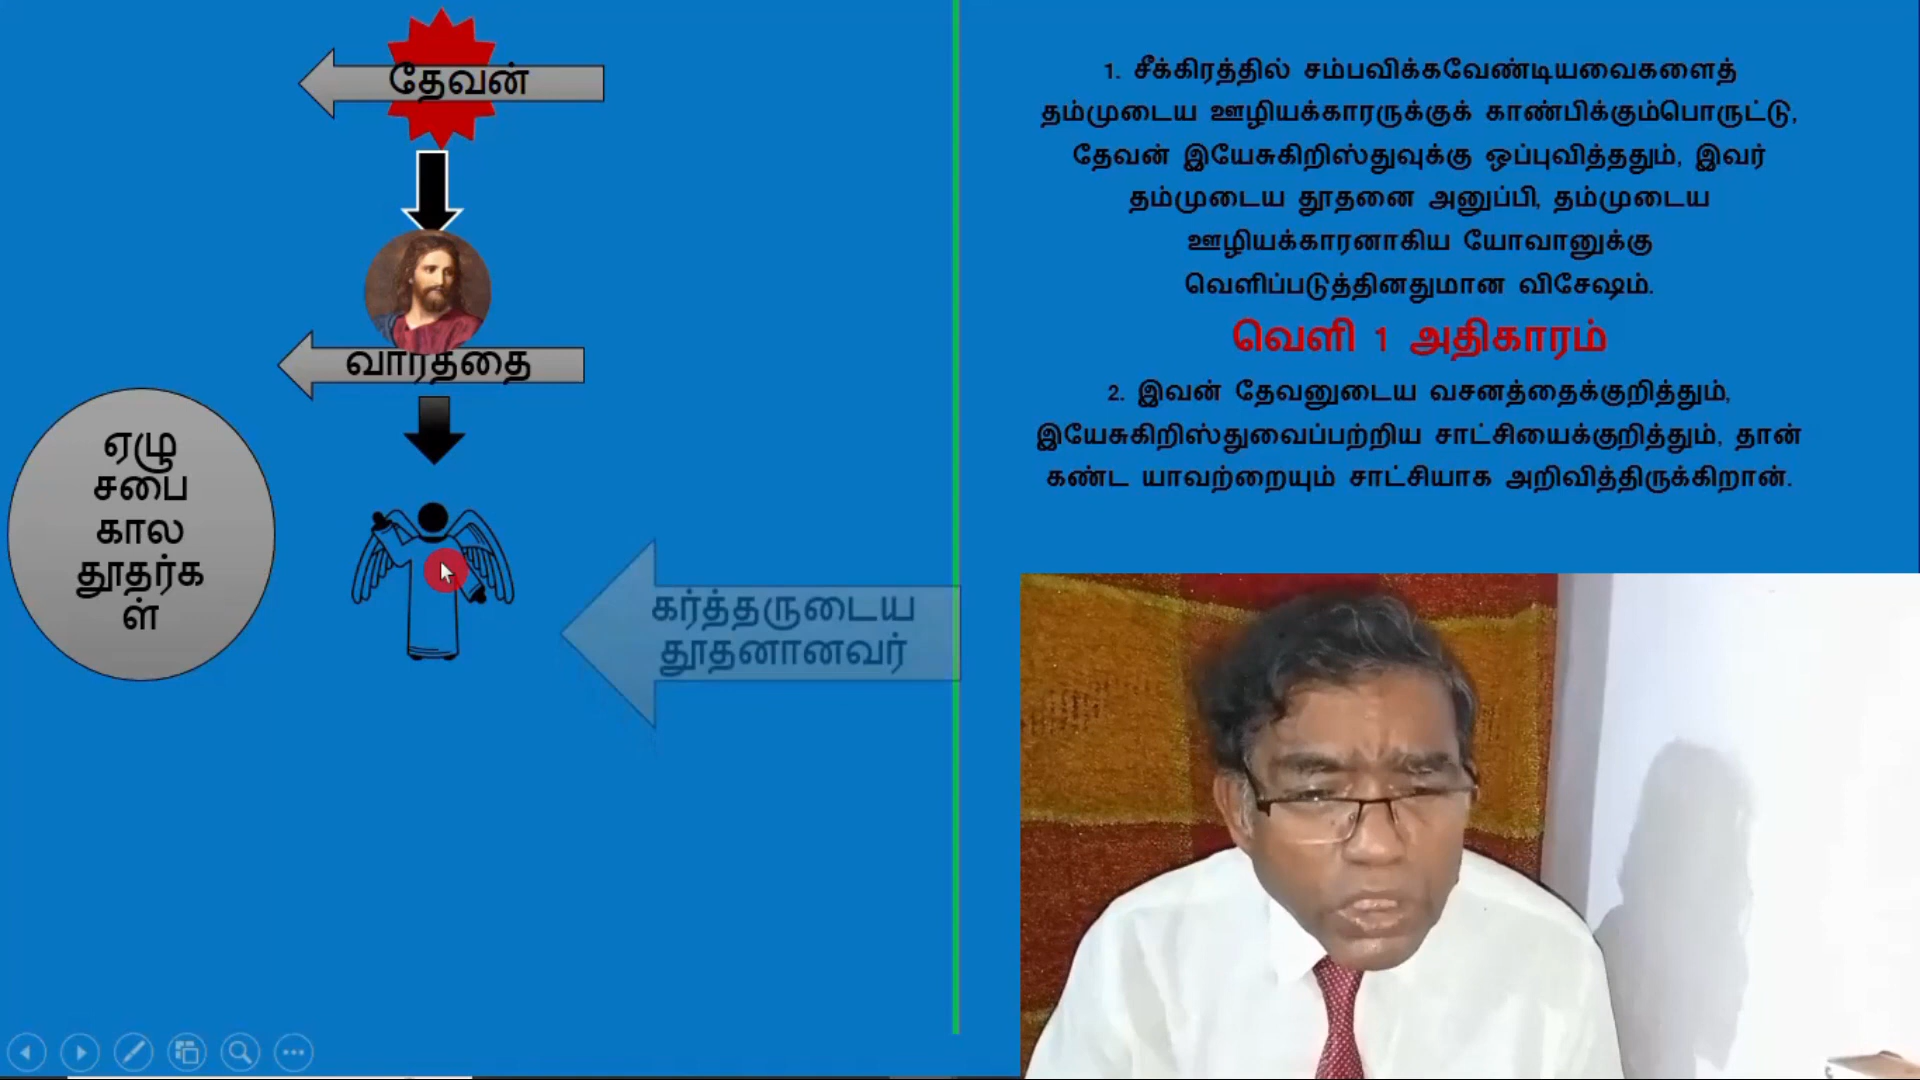 தேவன்
வார்த்தை
ஏழு
சபை
கால
தூதர்க
ள்
கர்த்தருடைய
தூதனானவர்
1. சீக்கிரத்தில் சம்பவிக்கவேண்டியவைகளைத்
தம்முடைய ஊழியக்காரருக்குக் காண்பிக்கும்பொருட்டு,
தேவன் இயேசுகிறிஸ்துவுக்கு ஒப்புவித்ததும், இவர்
தம்முடைய தூதனை அனுப்பி, தம்முடைய
ஊழியக்காரனாகிய யோவானுக்கு
வெளிப்படுத்தினதுமான விசேஷம்.
வெளி 1 அதிகாரம்
2. இவன் தேவனுடைய வசனத்தைக்குறித்தும்,
இயேசுகிறிஸ்துவைப்பற்றிய சாட்சியைக்குறித்தும், தான்
கண்ட யாவற்றையும் சாட்சியாக அறிவித்திருக்கிறான்.